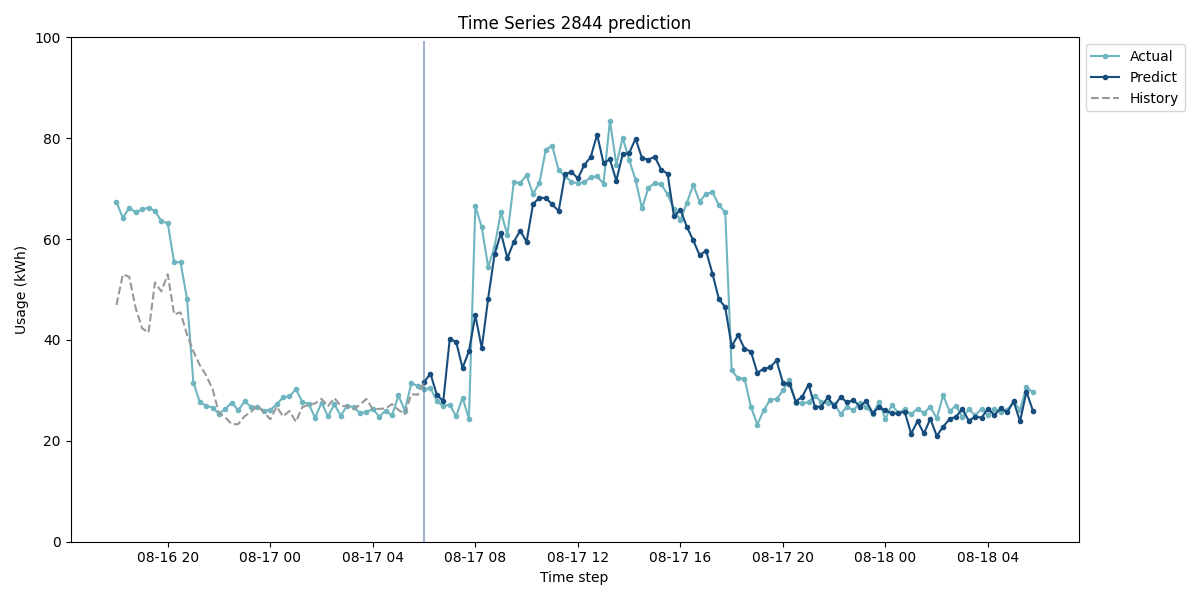 Time Series 2844 prediction
100
80
60
40
20
0
Usage (kWh)
08-16 20
08-17 00
08-17 04
08-17 08
08-17 12
08-17 16
08-17 20
08-18 00
08-18 04
Time step
Actual
Predict
History